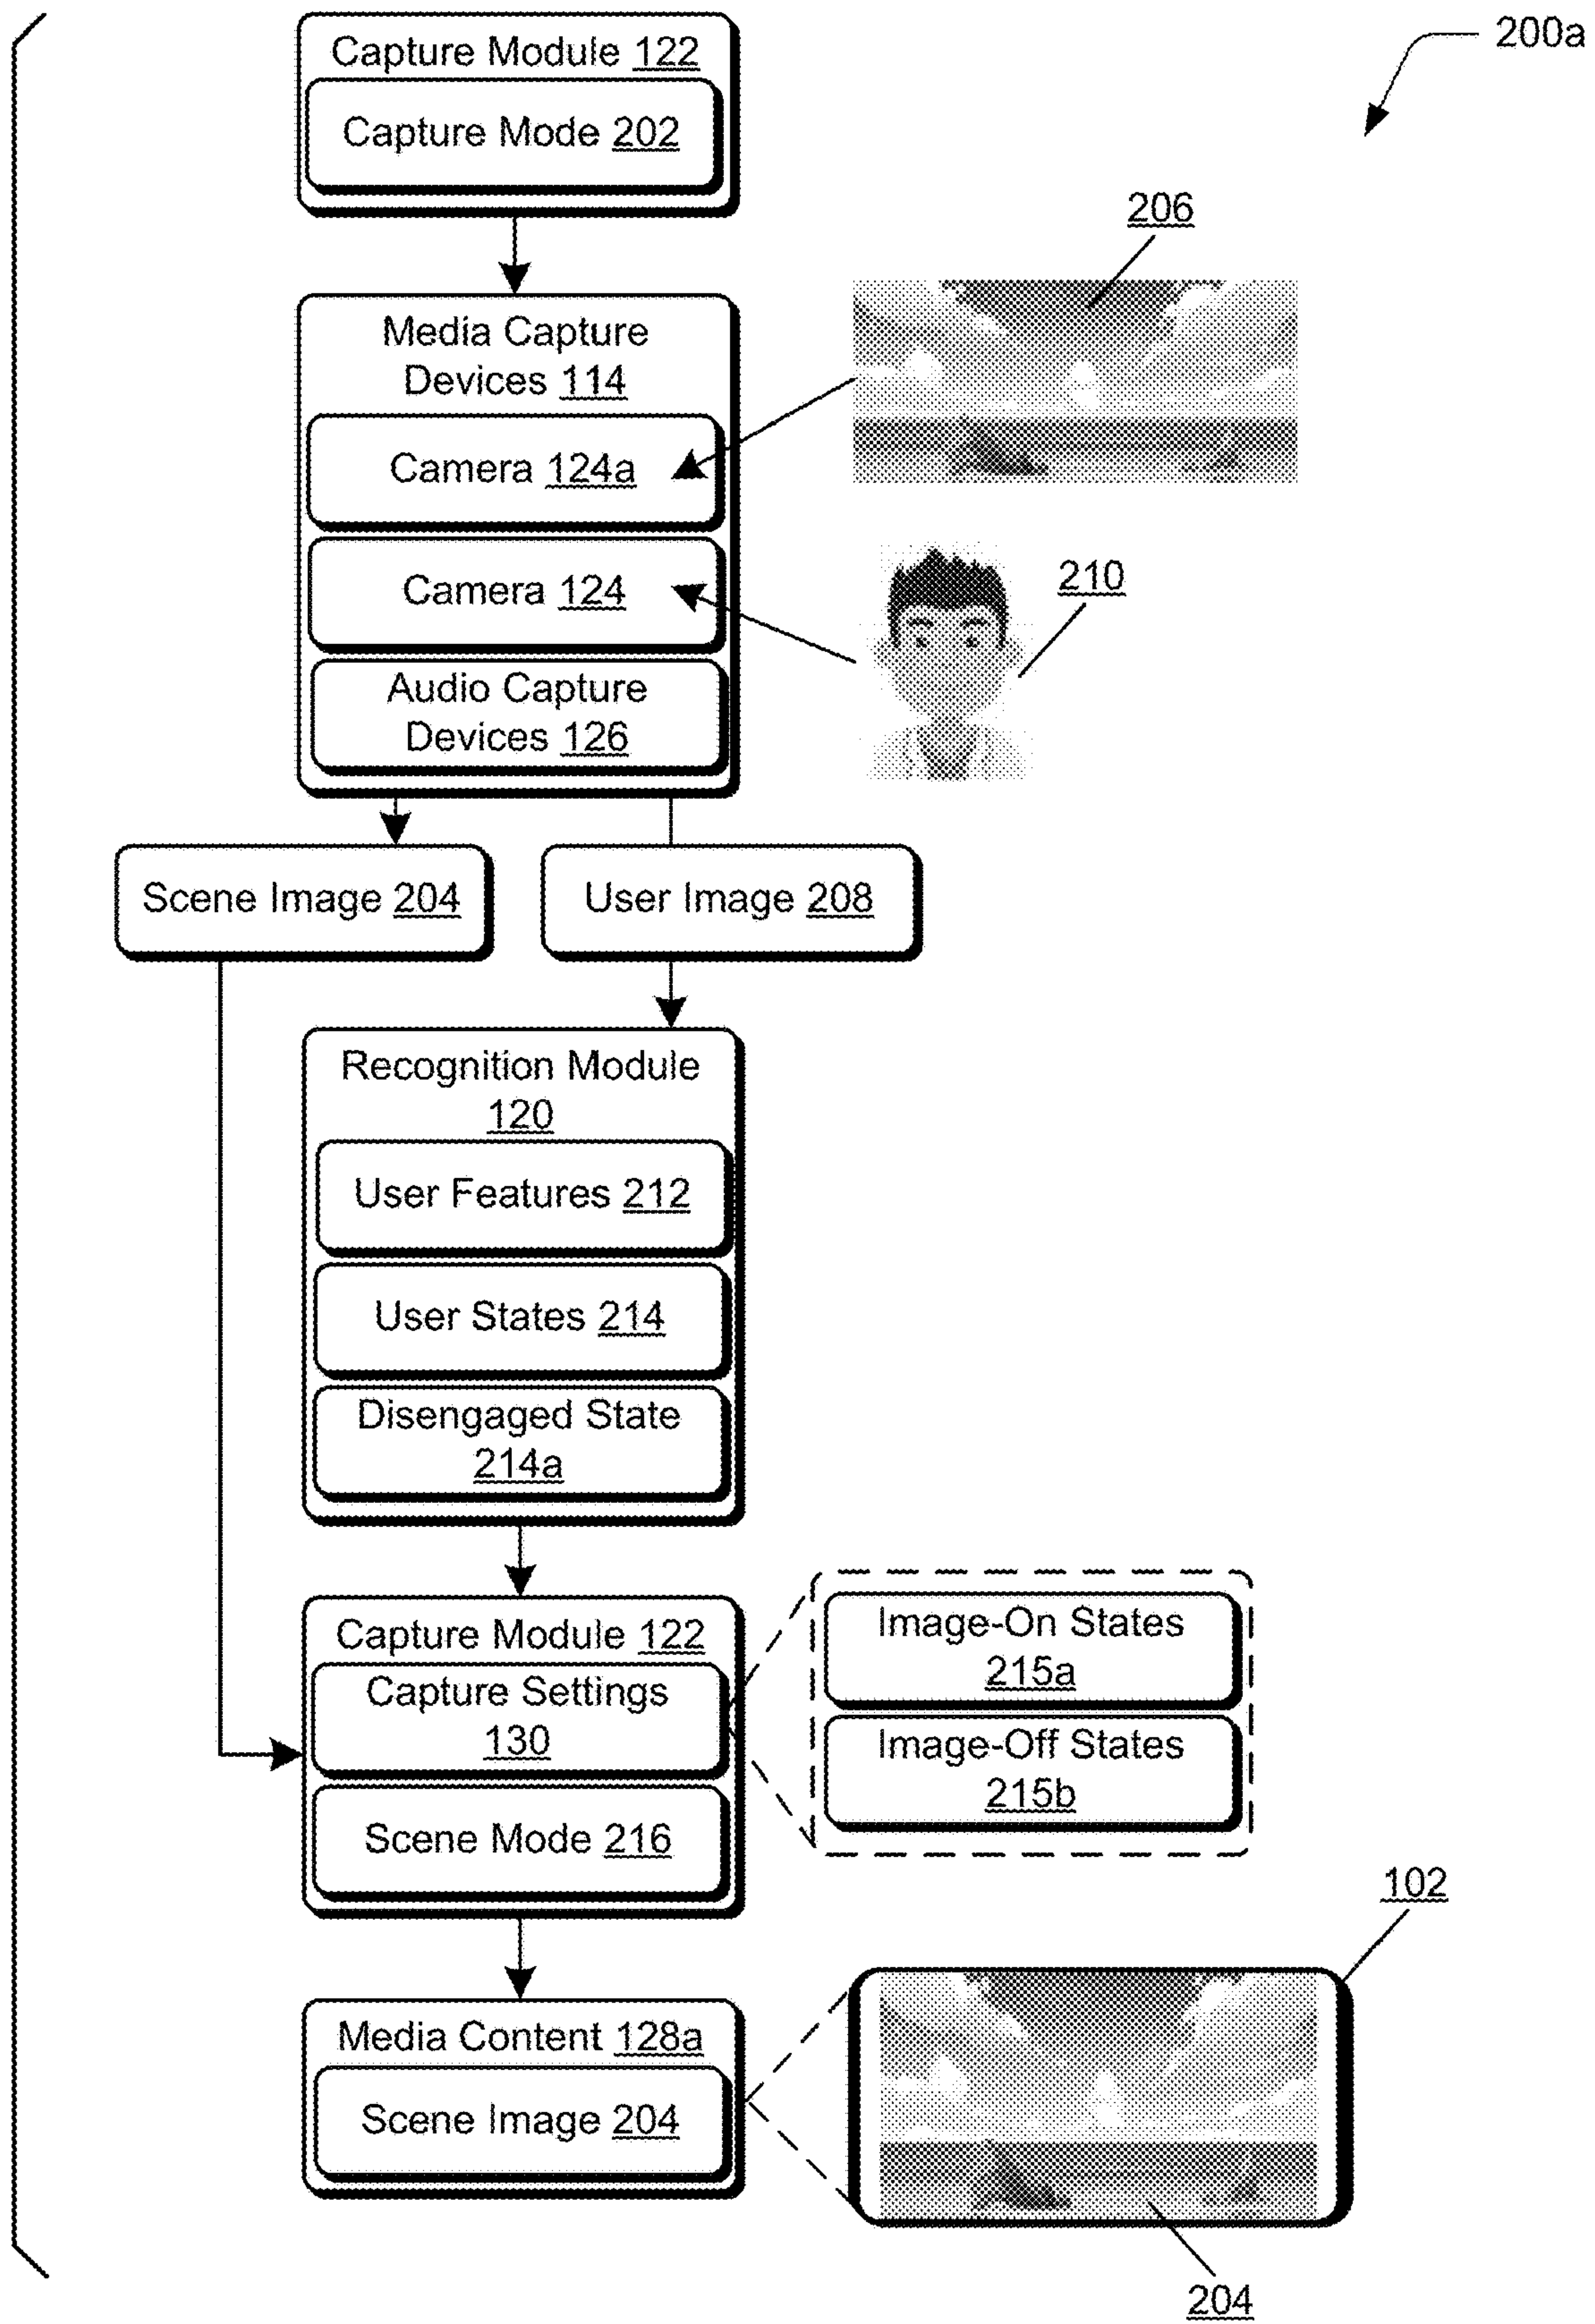 200a
Capture Module 122
Capture Mode 202
206
Media Capture
Devices 114
Camera 124a
Camera 124
210
Audio Capture
Devices 126
Scene Image 204
User Image 208
Recognition Module
120
User Features 212
User States 214
Disengaged State
214a
Capture Module 122
Capture Settings
130
Scene Mode 216
Image-On States
215a
Image-Off States
215b
102
Media Content 128a
Scene Image 204
204